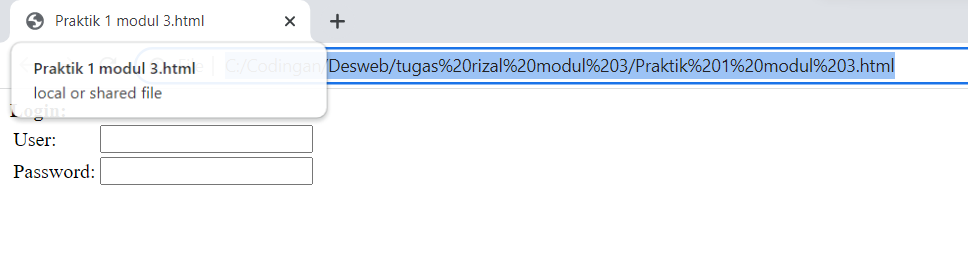 Praktik 1 modul 3.html
C:/Codingan/Desweb/tugas%20rizal%20modul%203/Praktik%201%20modul%203.html
Praktik 1 modul 3.html
local or shared file
Login:
User:
Password: